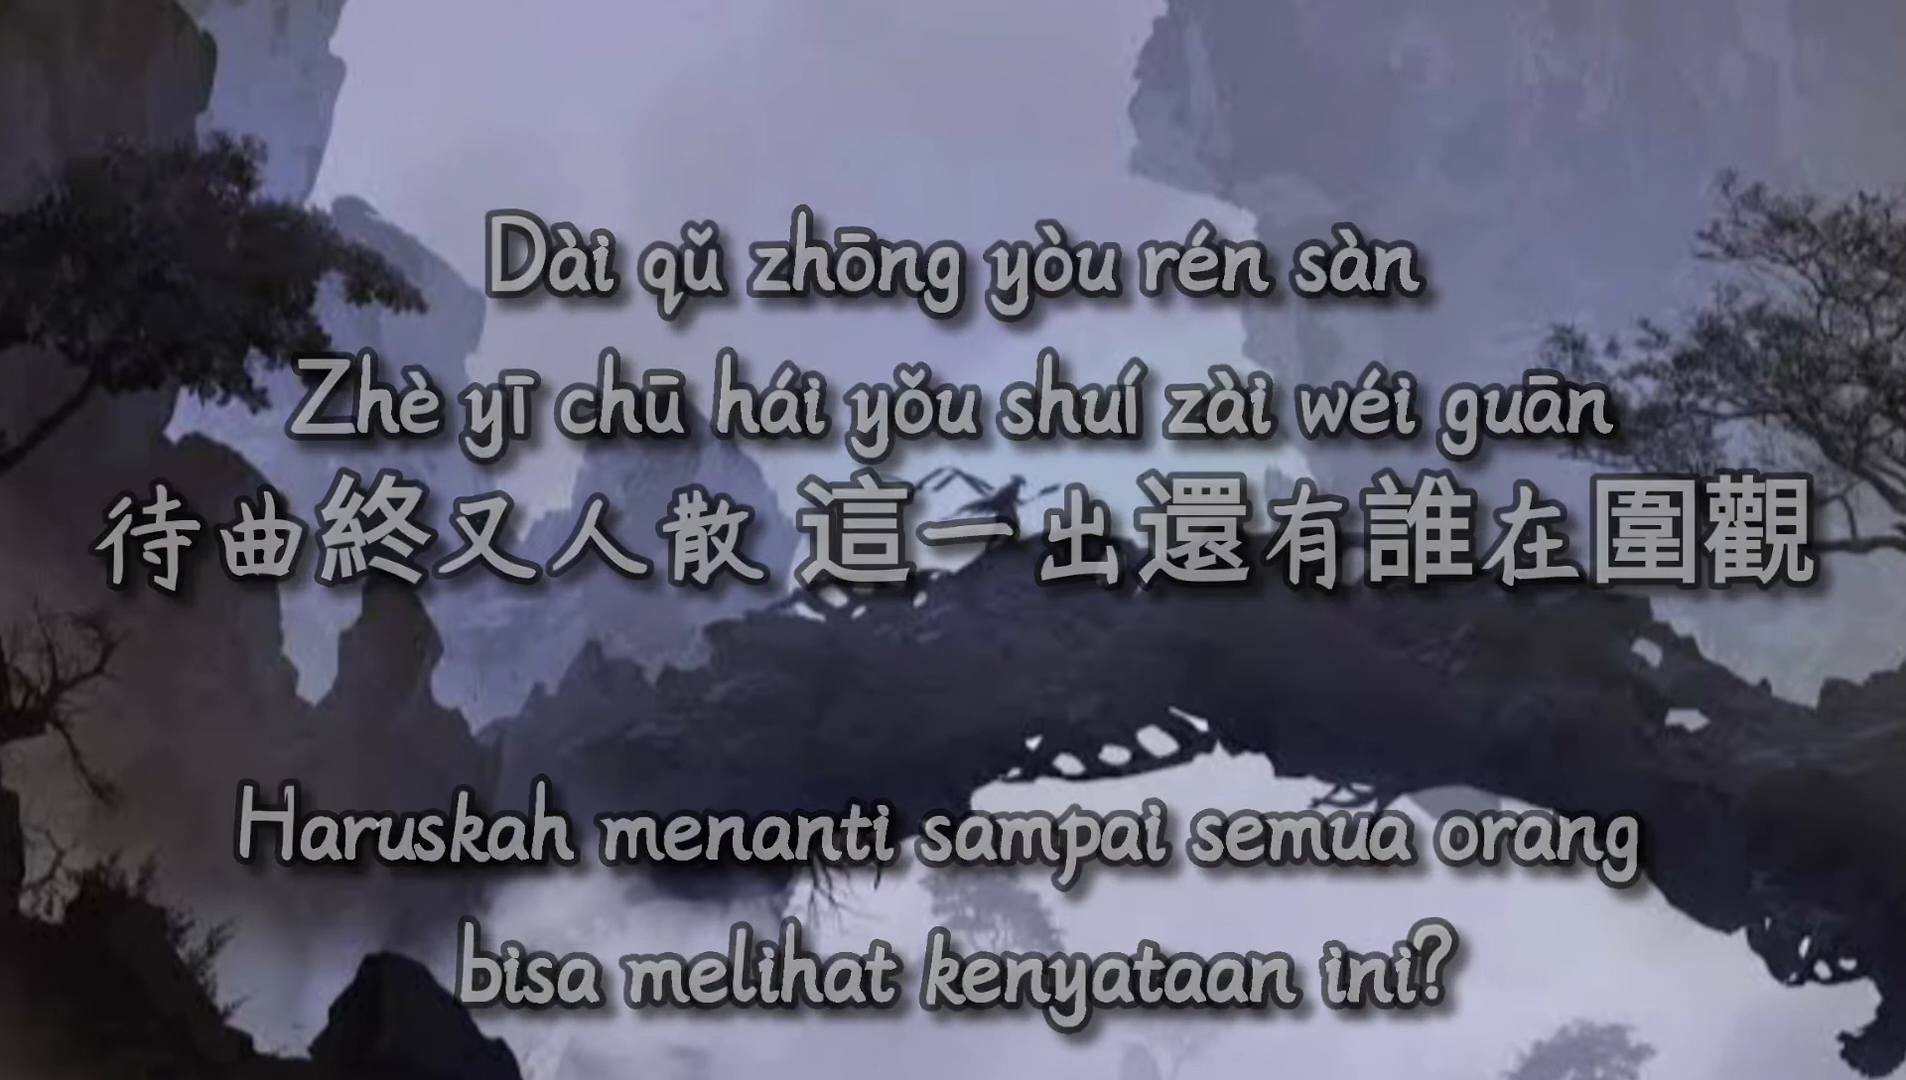 Dài qǔ zhōng yòu rén sàn
Zhè yī chū hái yǒu shuí zài wéi guān
待曲終又人散 這一出還有誰在圍觀
Haruskah menanti sampai semua orang
bisa melihat kenyataan ini?